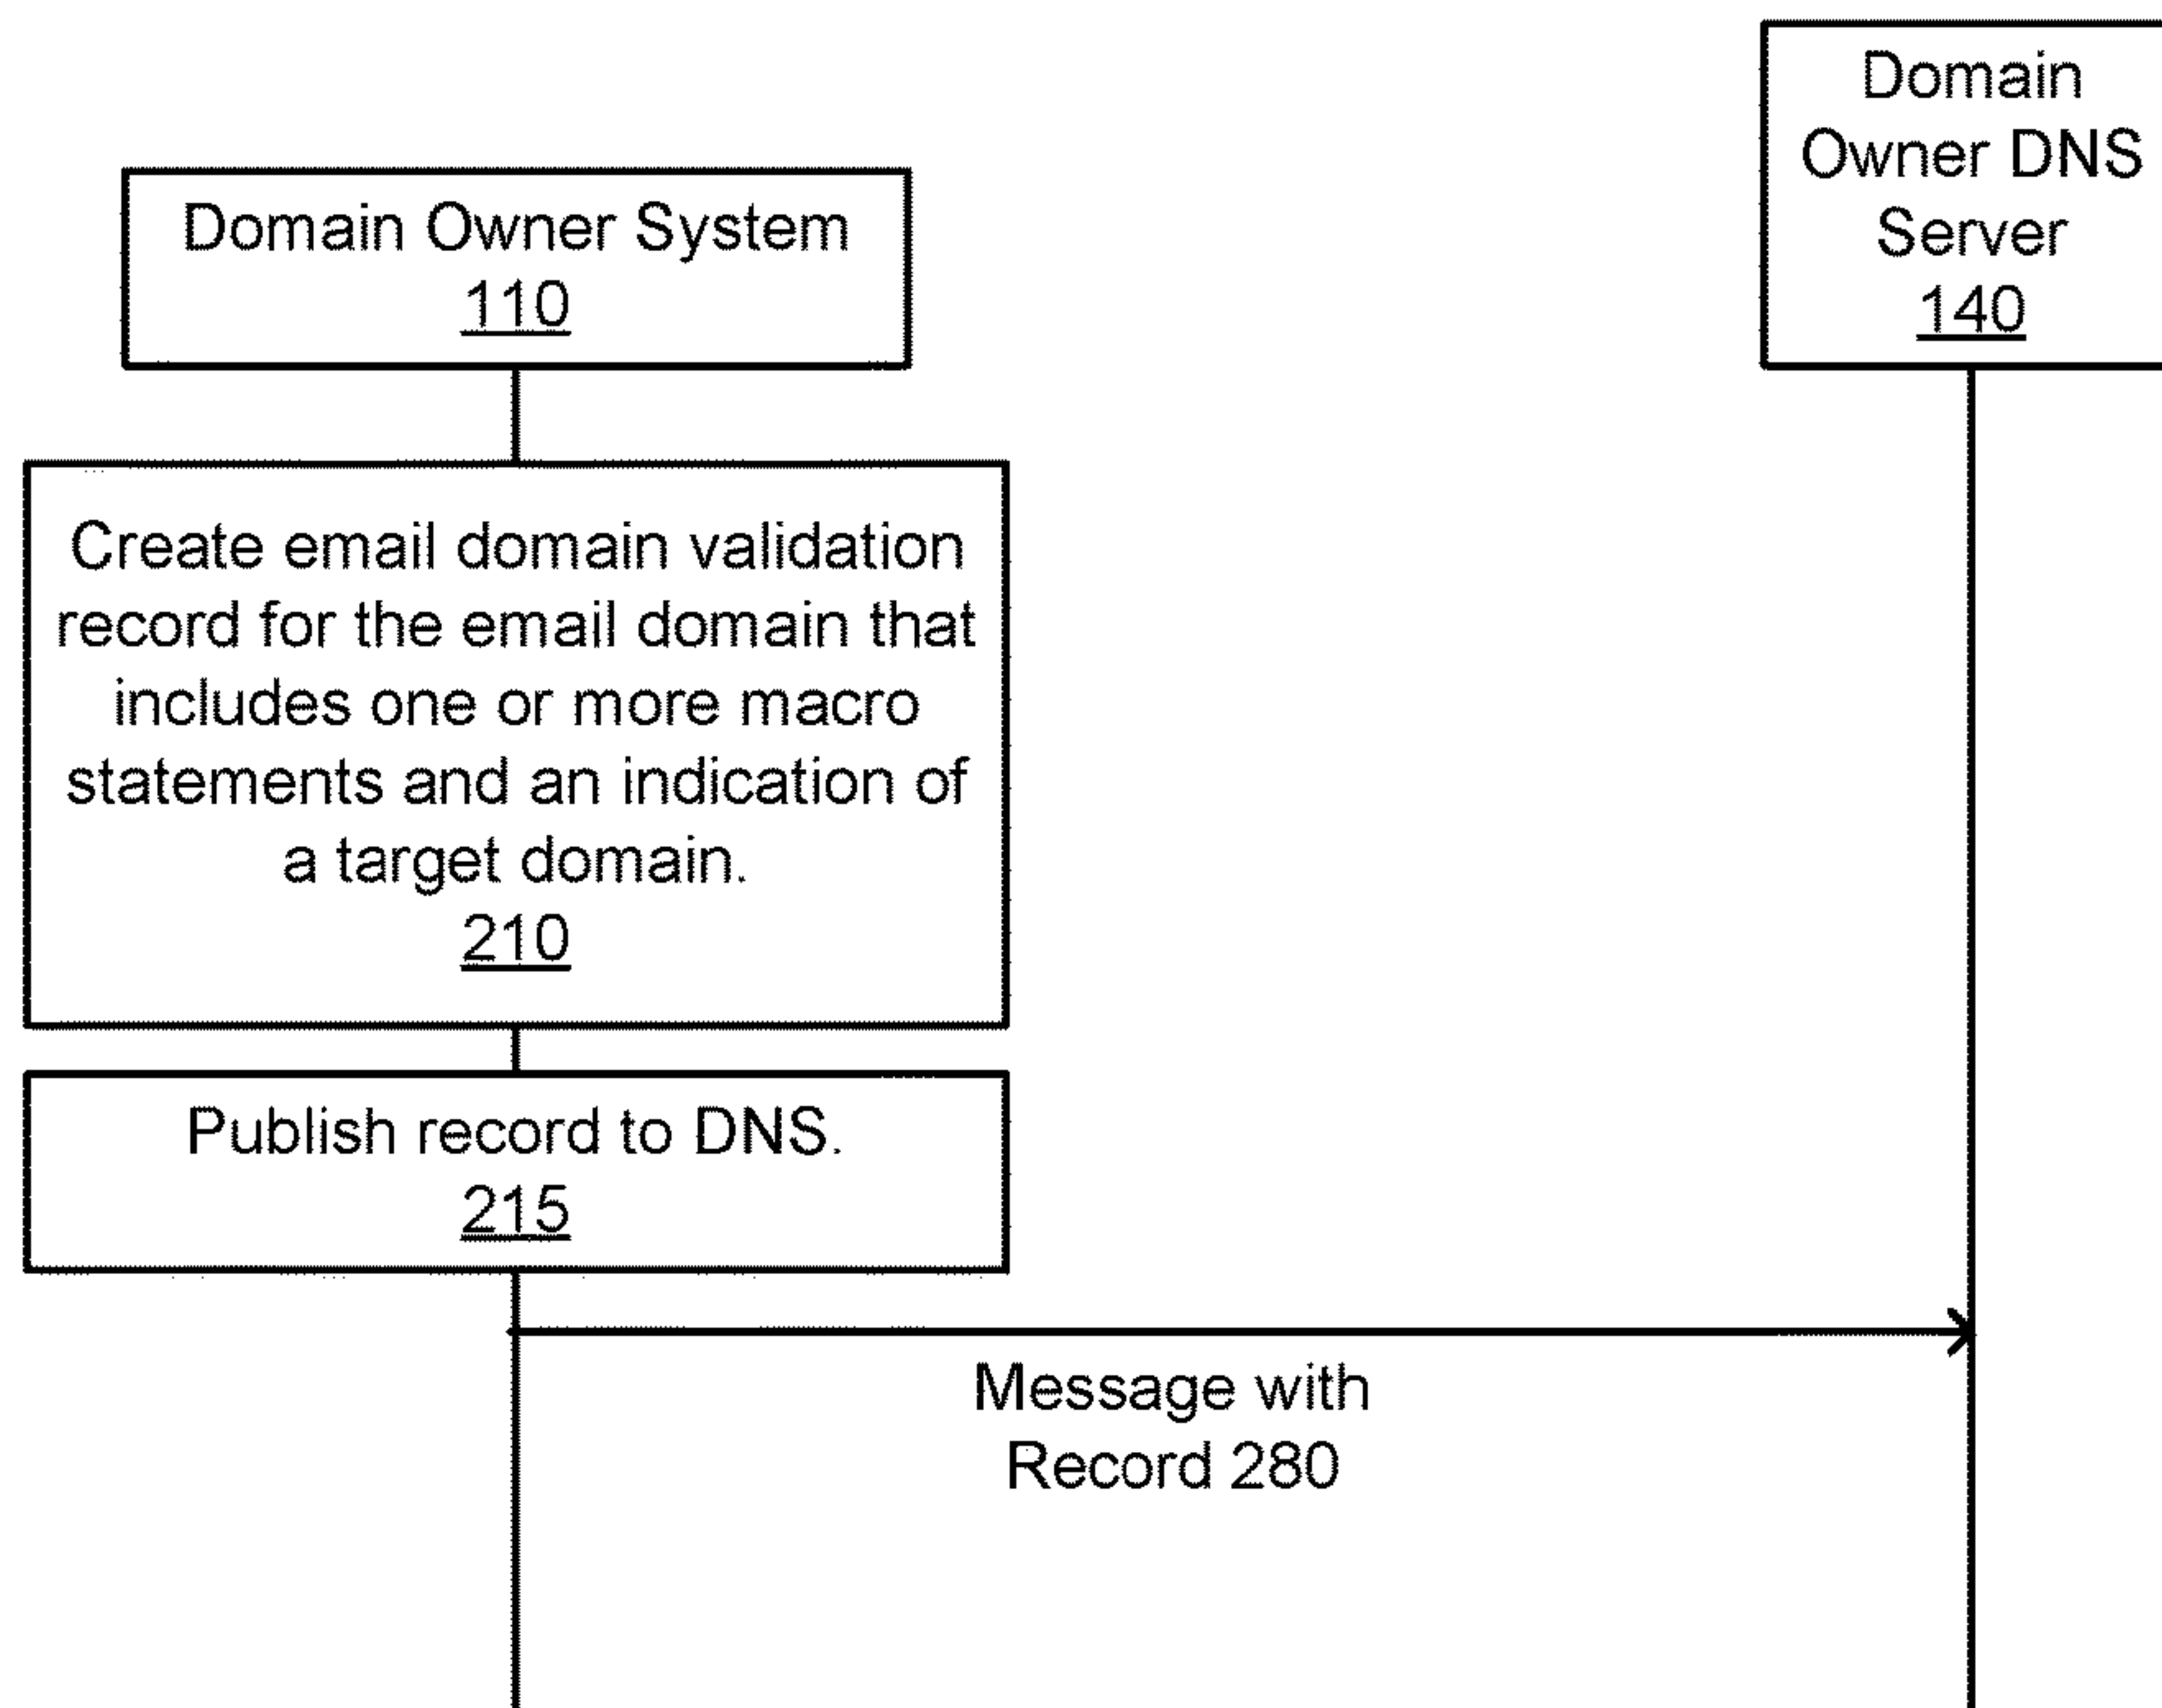 Domain Owner System
110
Domain
Owner DNS
Server
140
Create email domain validation
record for the email domain that
includes one or more macro
statements and an indication of
a target domain.
210
Publish record to DNS.
215
Message with
Record 280